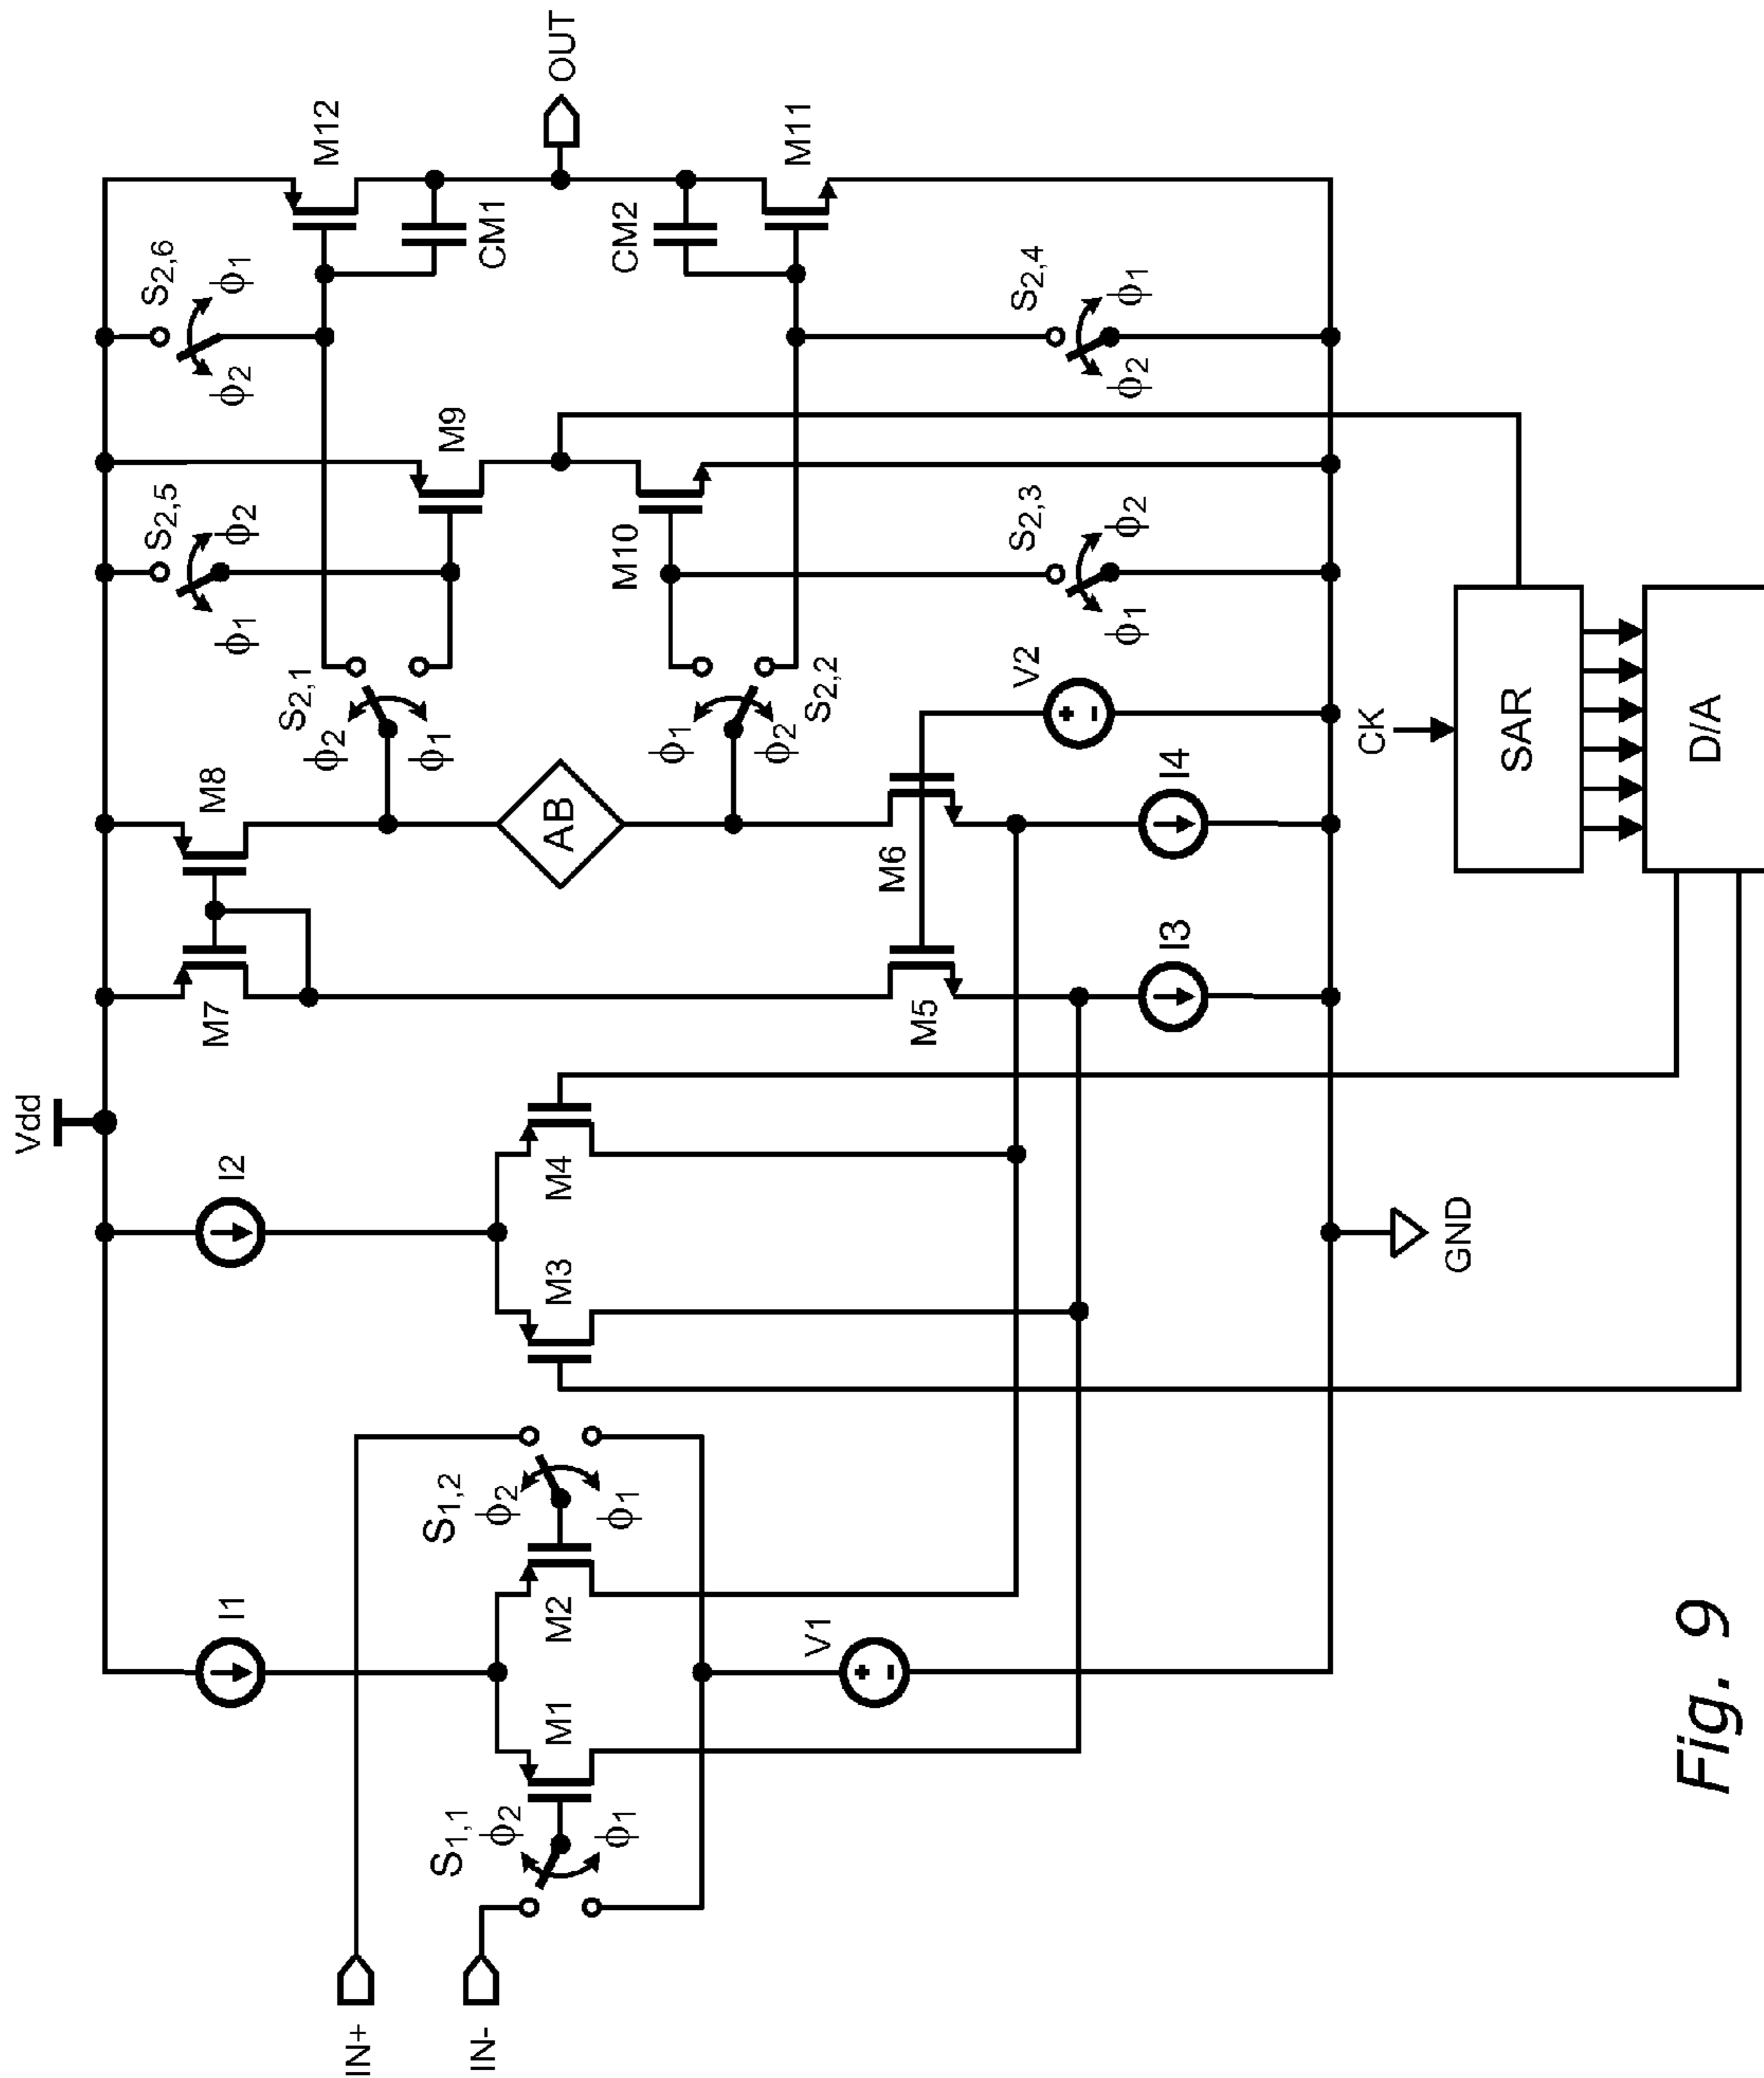 Vdd
IN+
IN-
S1,1
ϕ2
ϕ1
M1
I1
M2
S1,2
ϕ2
ϕ1
V1
I2
M3
M4
GND
M7
M8
M5
M6
I3
I4
AB
V2
S2,1
ϕ2
ϕ1
S2,2
ϕ1
ϕ2
S2,5
ϕ1
ϕ2
M9
M10
S2,3
ϕ1
ϕ2
S2,6
ϕ2
ϕ1
S2,4
ϕ2
ϕ1
M12
CM1
CM2
M11
OUT
CK
SAR
D/A
Fig. 9